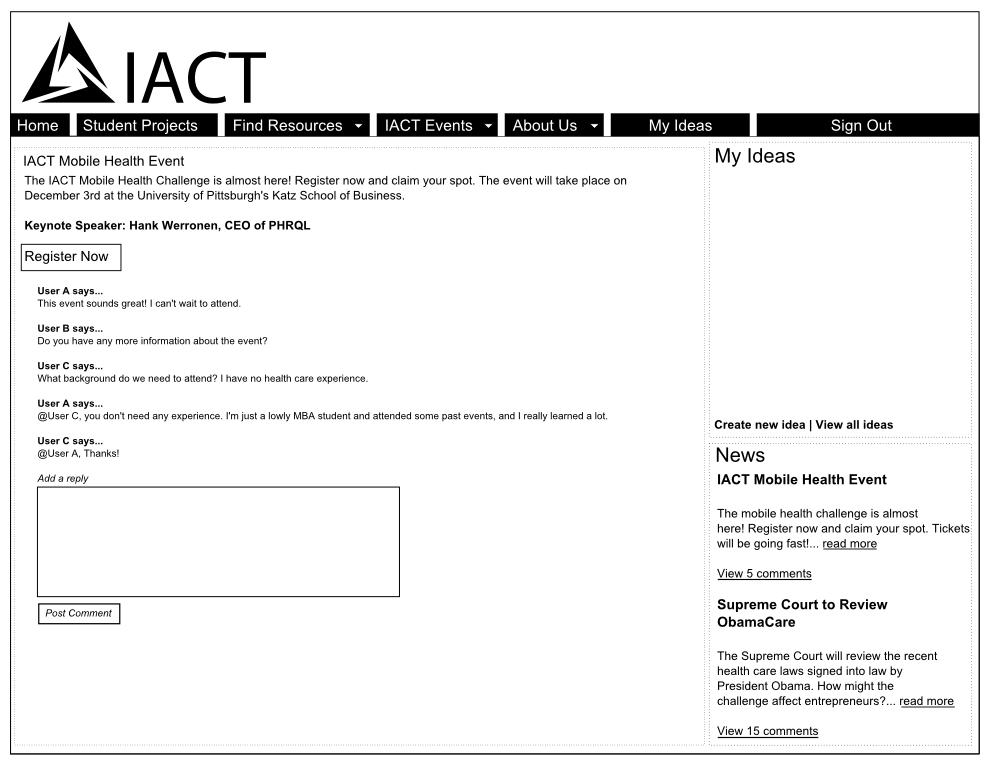 IACT
Home
Student Projects
Find Resources
IACT Events
About Us
My Ideas
Sign Out
IACT Mobile Health Event
The IACT Mobile Health Challenge is almost here! Register now and claim your spot. The event will take place on
December 3rd at the University of Pittsburgh's Katz School of Business.
Keynote Speaker: Hank Werronen, CEO of PHRQL
Register Now
User A says...
This event sounds great! I can't wait to attend.
User B says...
Do you have any more information about the event?
User C says...
What background do we need to attend? I have no health care experience.
User A says...
@User C, you don't need any experience. I'm just a lowly MBA student and attended some past events, and I really learned a lot.
User C says...
@User A, Thanks!
Add a reply
Post Comment
My Ideas
Create new idea | View all ideas
News
IACT Mobile Health Event
The mobile health challenge is almost
here! Register now and claim your spot. Tickets
will be going fast!... read more
View 5 comments
Supreme Court to Review
ObamaCare
The Supreme Court will review the recent
health care laws signed into law by
President Obama. How might the
challenge affect entrepreneurs?... read more
View 15 comments